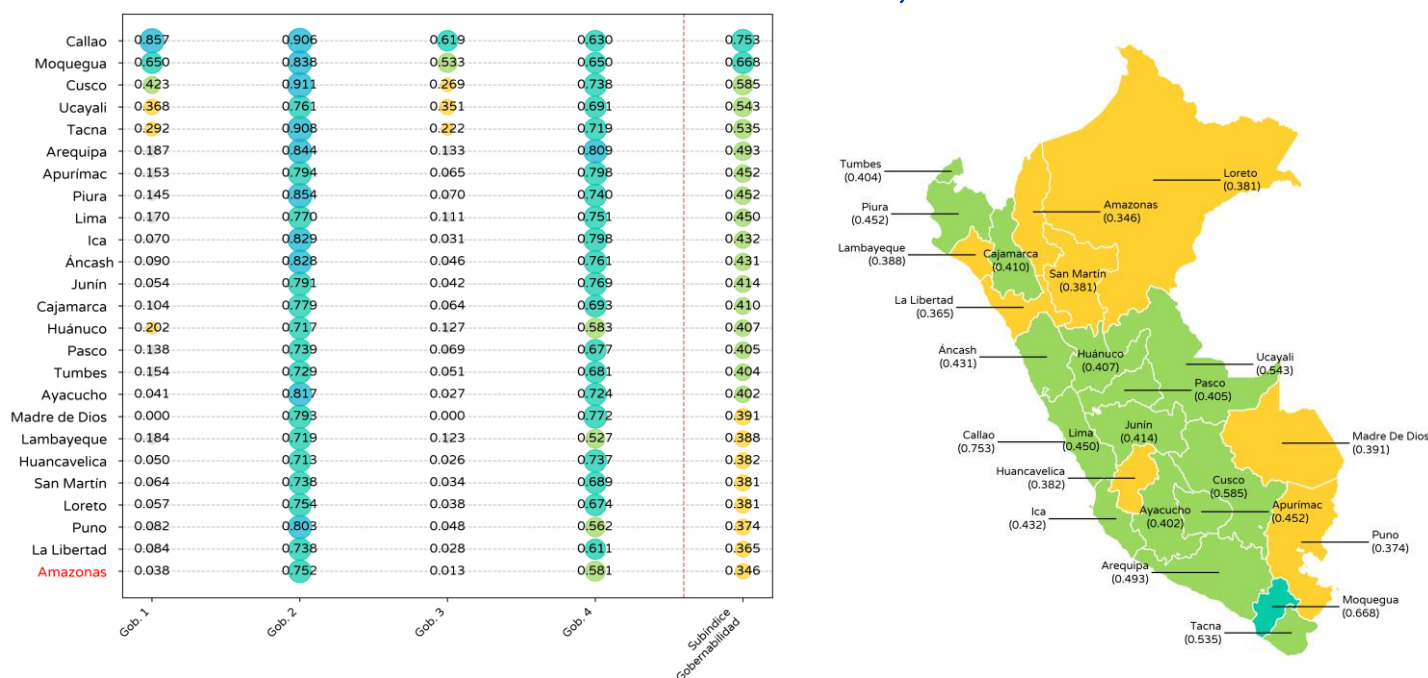 Callao 0.857 0.906 0.619 0.630 0.753
Moquegua 0.650 0.838 0.533 0.650 0.668
Cusco 0.423 0.911 0.269 0.738 0.585
Ucayali 0.368 0.761 0.351 0.691 0.543
Tacna 0.292 0.908 0.222 0.719 0.535
Arequipa 0.187 0.844 0.133 0.809 0.493
Apurímac 0.153 0.794 0.065 0.798 0.452
Piura 0.145 0.854 0.070 0.740 0.452
Lima 0.170 0.770 0.111 0.751 0.450
Ica 0.070 0.829 0.031 0.798 0.432
Áncash 0.090 0.828 0.046 0.761 0.431
Junín 0.054 0.791 0.042 0.769 0.414
Cajamarca 0.104 0.779 0.064 0.693 0.410
Huánuco 0.202 0.717 0.127 0.583 0.407
Pasco 0.138 0.739 0.069 0.677 0.405
Tumbes 0.154 0.729 0.051 0.681 0.404
Ayacucho 0.041 0.817 0.027 0.724 0.402
Madre de Dios 0.000 0.793 0.000 0.772 0.391
Lambayeque 0.184 0.719 0.123 0.527 0.388
Huancavelica 0.050 0.713 0.026 0.737 0.382
San Martín 0.064 0.738 0.034 0.689 0.381
Loreto 0.057 0.754 0.038 0.674 0.381
Puno 0.082 0.803 0.048 0.562 0.374
La Libertad 0.084 0.738 0.028 0.611 0.365
Amazonas 0.038 0.752 0.013 0.581 0.346
Gob. 1
Gob. 2
Gob. 3
Gob. 4
Subíndice
Gobernabilidad
Tumbes
(0.404)
Loreto
(0.381)
Piura
(0.452)
Amazonas
(0.346)
Lambayeque
(0.388)
Cajamarca
(0.410)
San Martín
(0.381)
La Libertad
(0.365)
Áncash
(0.431)
Huánuco
(0.407)
Ucayali
(0.543)
Pasco
(0.405)
Callao
(0.753)
Lima
(0.450)
Junín
(0.414)
Madre De Dios
(0.391)
Huancavelica
(0.382)
Cusco
(0.585)
Ica
(0.432)
Ayacucho
(0.402)
Apurimac
(0.452)
Puno
(0.374)
Arequipa
(0.493)
Moquegua
(0.668)
Tacna
(0.535)